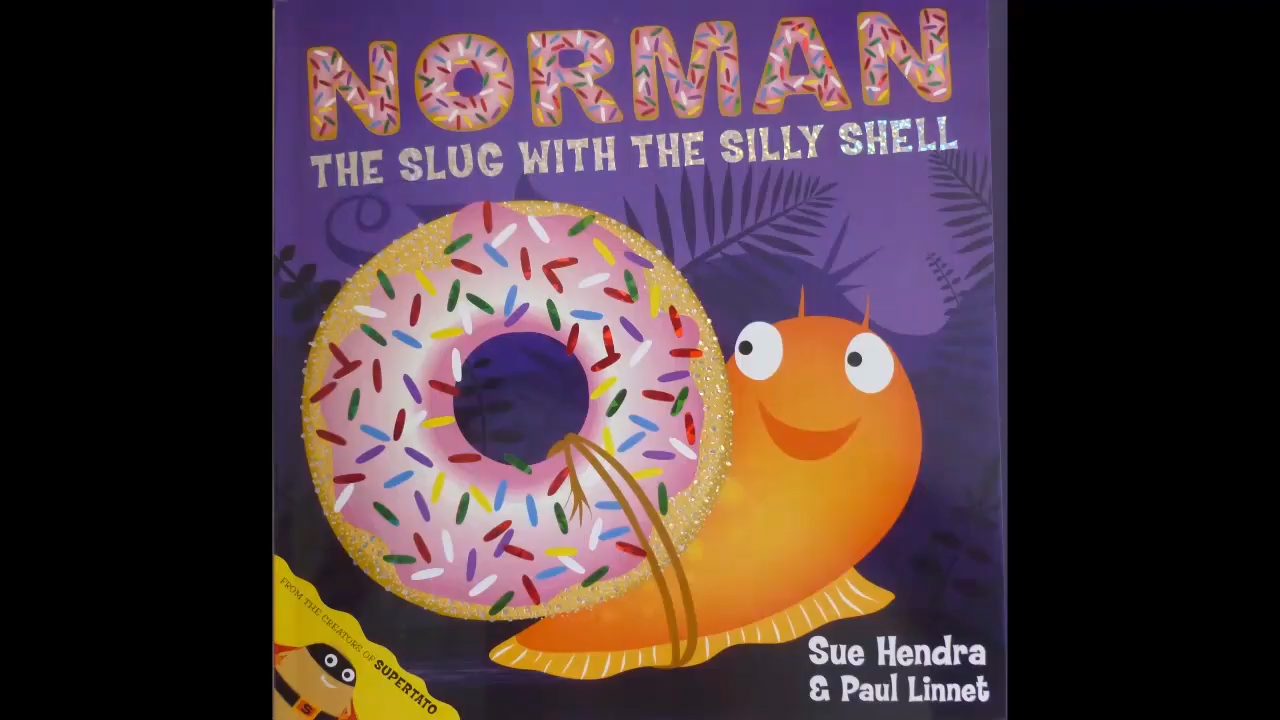 NORMAN
THE SLUG WITH THE SILLY SHELL
FROM THE CREATORS OF SUPERTATO
S
Sue Hendra
& Paul Linnet